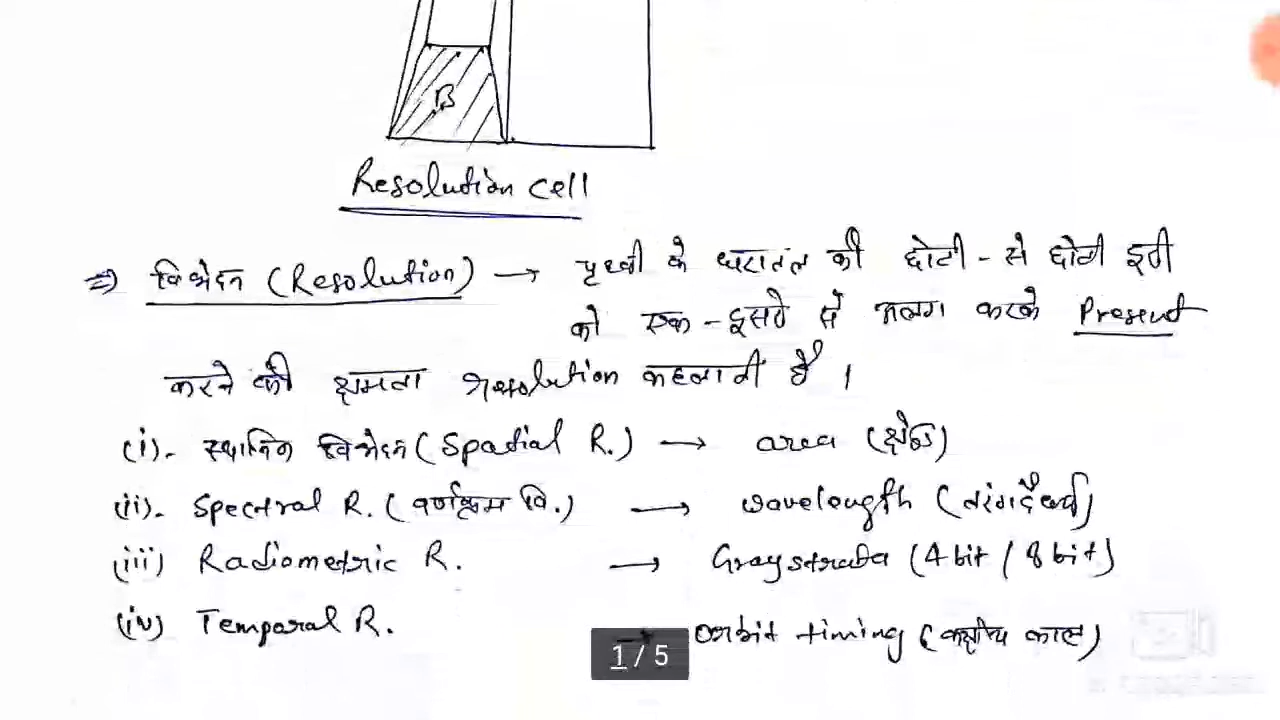 B
Resolution cell
=> विभेदन (Resolution) → पृथ्वी के धरातल की छोटी-से छोटी इरी
को एक-दूसरे से अलग करके Present
करने की क्षमता resolution कहलाती है ।
(i). स्थानिक विभेदन (Spatial R.) → area (क्षेत्र)
(ii). Spectral R. (वर्णक्रम वि.) → wavelength (तरंगदैर्ध्य)
(iii) Radiometric R. → (4 bit / 8 bit)
(iv) Temporal R. → orbit timing (कक्षीय काल)
1 / 5